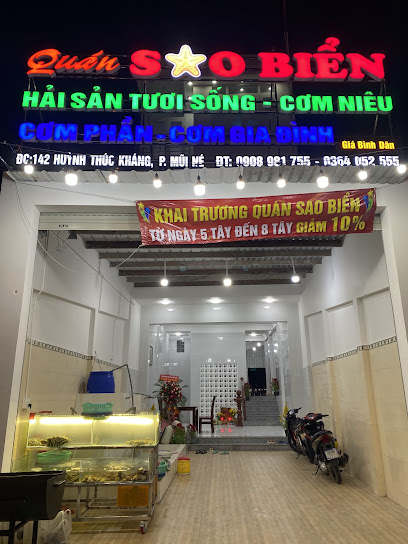 Quán SAO BIỂN
HẢI SẢN TƯƠI SỐNG - CƠM NIÊU
CƠM PHẦN - CƠM GIA ĐÌNH Giá Bình Dân
ĐC:142 HUỲNH THÚC KHÁNG, P. MŨI NÉ ĐT: 0908 981 755 - 0364 052 555
KHAI TRƯƠNG QUÁN SAO BIỂN
TỪ NGÀY 5 TÂY ĐẾN 8 TÂY GIẢM 10%